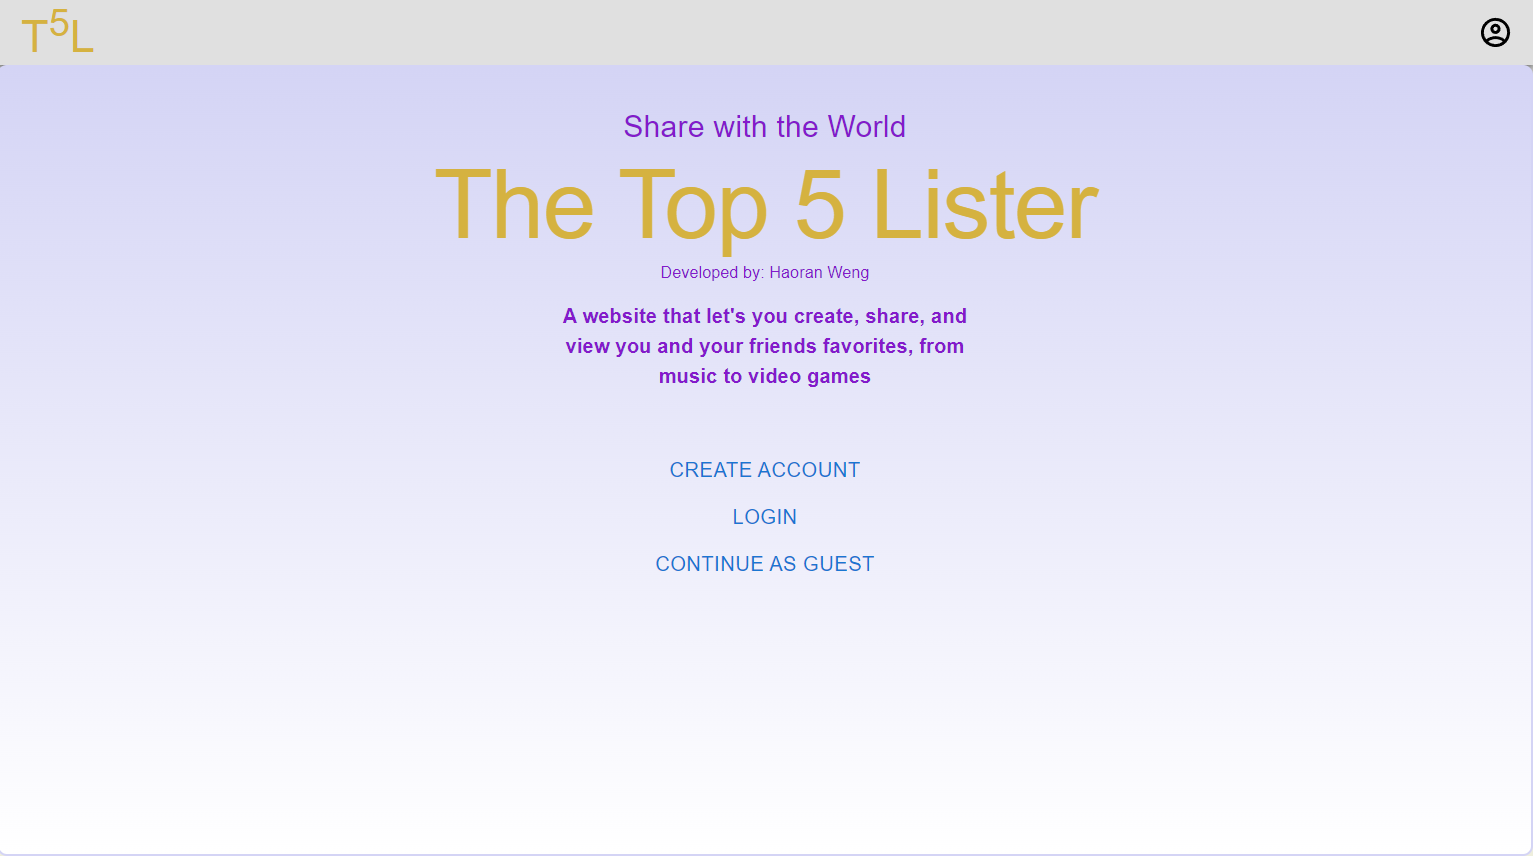 T5L
Share with the World
The Top 5 Lister
Developed by: Haoran Weng
A website that let's you create, share, and
view you and your friends favorites, from
music to video games
CREATE ACCOUNT
LOGIN
CONTINUE AS GUEST